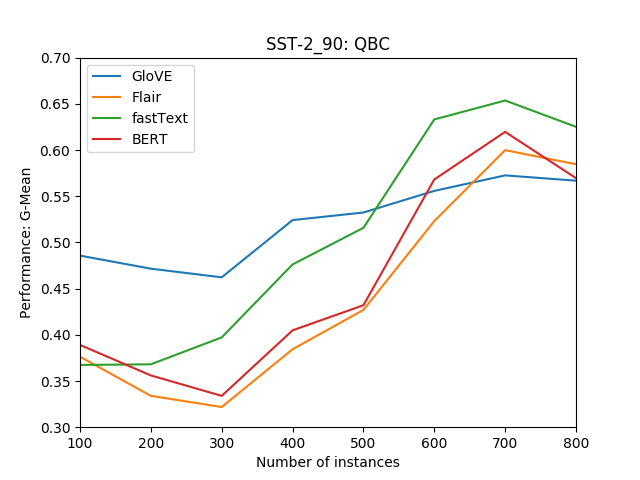 SST-2_90: QBC
0.70
0.65
0.60
0.55
0.50
0.45
0.40
0.35
0.30
Performance: G-Mean
GloVE
Flair
fastText
BERT
100 200 300 400 500 600 700 800
Number of instances